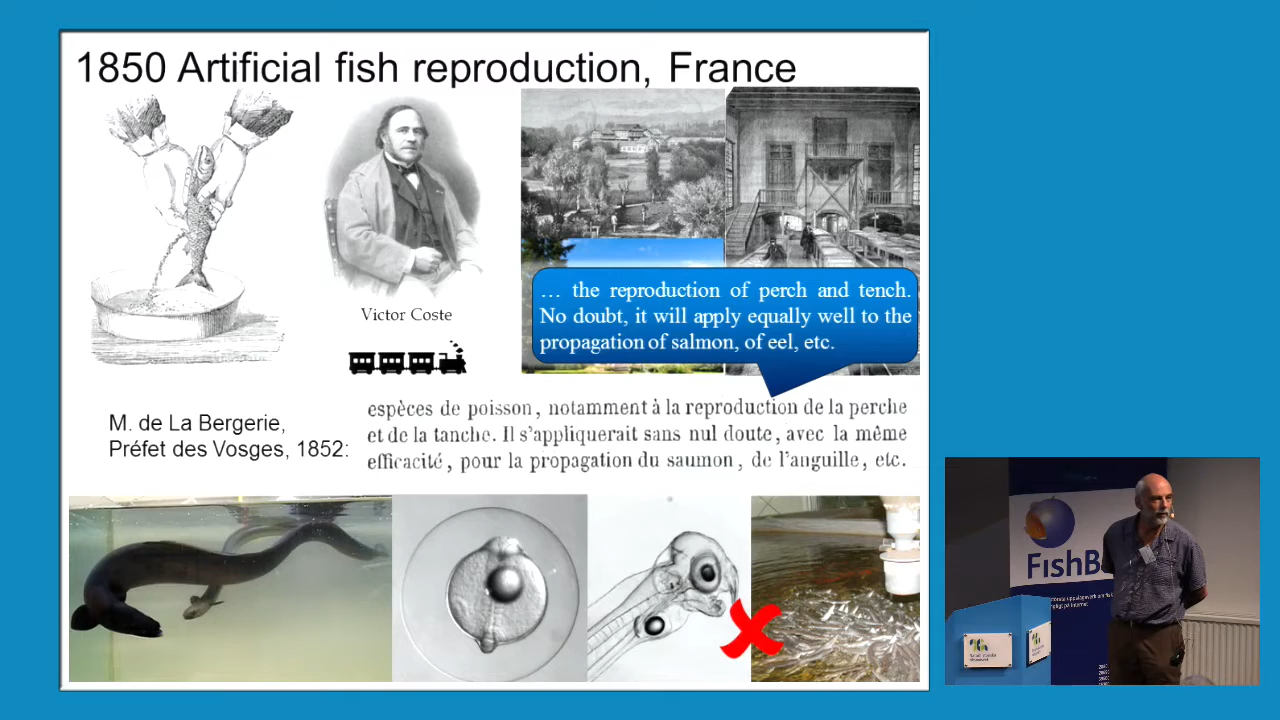 1850 Artificial fish reproduction, France
Victor Coste
… the reproduction of perch and tench.
No doubt, it will apply equally well to the
propagation of salmon, of eel, etc.
M. de La Bergerie,
Préfet des Vosges, 1852:
espèces de poisson, notamment à la reproduction de la perche
et de la tanche. Il s'appliquerait sans nul doute, avec la même
efficacité, pour la propagation du saumon, de l'anguille, etc.
FishB